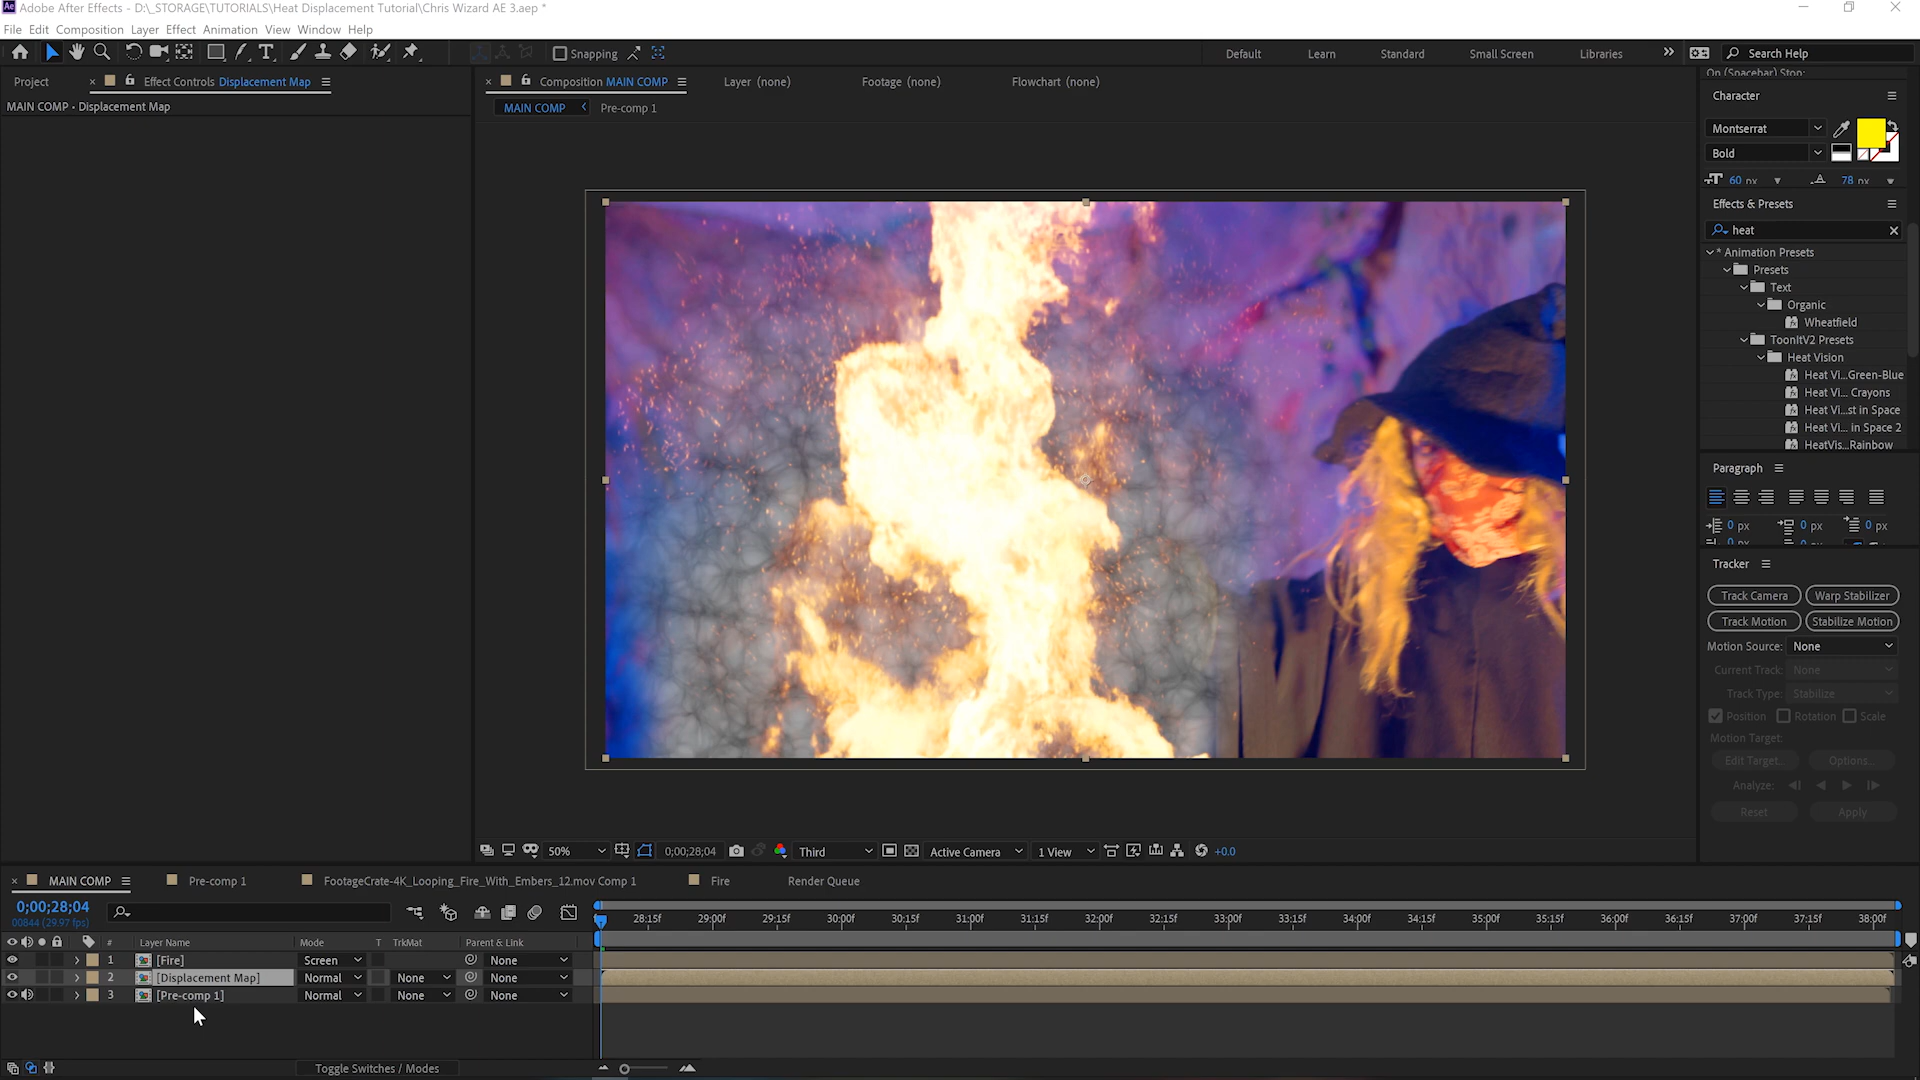 Adobe After Effects - D:\_STORAGE\TUTORIALS\Heat Displacement Tutorial\Chris Wizard AE 3.aep *
File Edit Composition Layer Effect Animation View Window Help
Snapping
Default Learn Standard Small Screen Libraries
Search Help
Project
Effect Controls Displacement Map
Composition MAIN COMP
Layer (none)
Footage (none)
Flowchart (none)
MAIN COMP • Displacement Map
MAIN COMP
Pre-comp 1
On (Spacebar) Stop:
Character
Montserrat
Bold
60 px
78 px
Effects & Presets
heat
* Animation Presets
Presets
Text
Organic
Wheatfield
ToonItV2 Presets
Heat Vision
Heat Vi...Green-Blue
Heat Vi... Crayons
Heat Vi...st in Space
Heat Vi... in Space 2
HeatVis...Rainbow
Paragraph
0 px 0 px 0 px
0 px 0 px
Tracker
Track Camera Warp Stabilizer
Track Motion Stabilize Motion
Motion Source: None
Current Track: None
Track Type: Stabilize
Position Rotation Scale
Motion Target:
Edit Target... Options...
Analyze:
Reset Apply
50% 0;00;28;04 Third Active Camera 1 View +0.0
MAIN COMP
Pre-comp 1
FootageCrate-4K_Looping_Fire_With_Embers_12.mov Comp 1
Fire
Render Queue
0;00;28;04
00844 (29.97 fps)
28:15f 29:00f 29:15f 30:00f 30:15f 31:00f 31:15f 32:00f 32:15f 33:00f 33:15f 34:00f 34:15f 35:00f 35:15f 36:00f 36:15f 37:00f 37:15f 38:00f
# Layer Name Mode T TrkMat Parent & Link
1 [Fire] Screen None
2 [Displacement Map] Normal None None
3 [Pre-comp 1] Normal None None
Toggle Switches / Modes